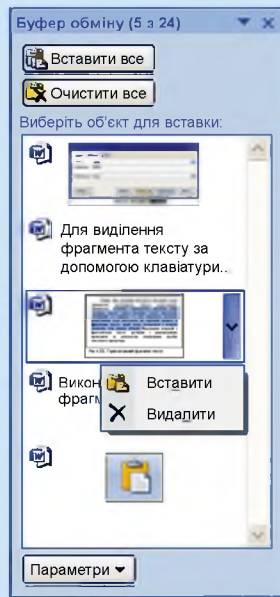 Буфер обміну (5 з 24)
Вставити все
Очистити все
Виберіть об'єкт для вставки:
Для виділення
фрагмента тексту за
допомогою клавіатури..
Вставити
Видалити
Викон
фрагм
Параметри